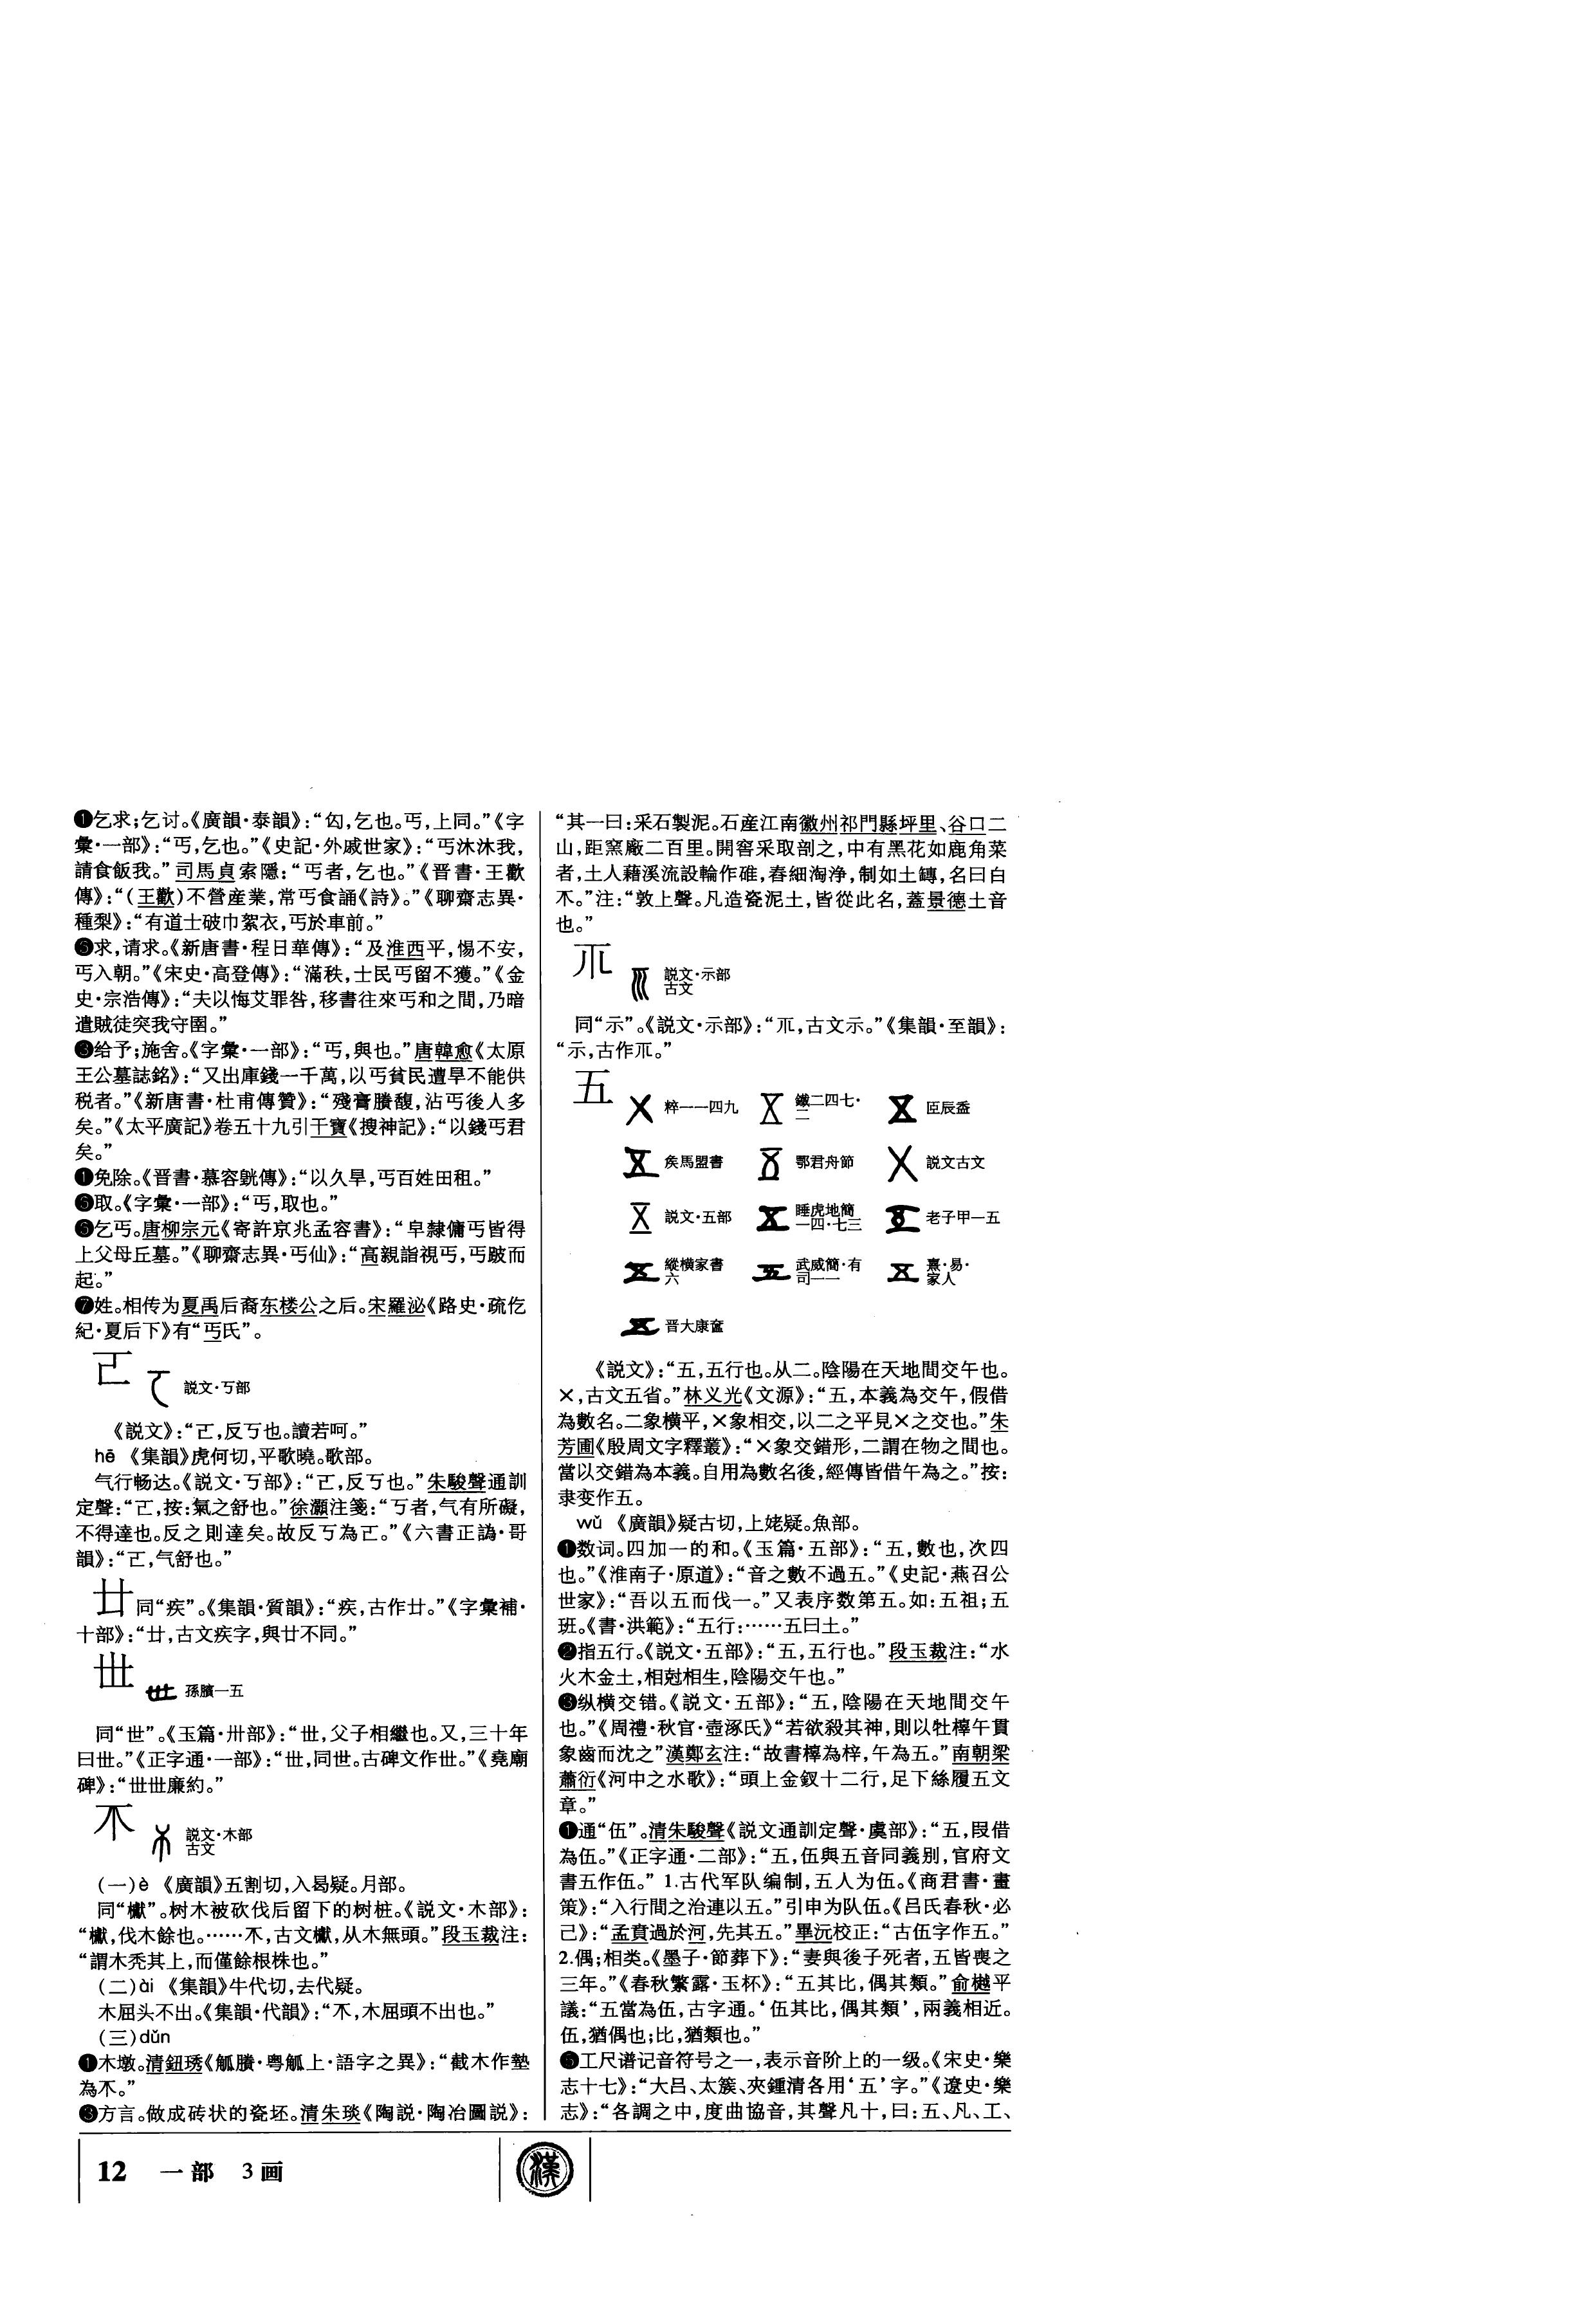 ❶乞求;乞讨。《廣韻·泰韻》:“匃,乞也。丐,上同。”《字
彙·一部》:“丐,乞也。”《史記·外戚世家》:“丐沐沐我,
請食飯我。”司馬貞索隱:“丐者,乞也。”《晋書·王歡
傳》:“(王歡)不營産業,常丐食誦《詩》。”《聊齋志異·
種梨》:“有道士破巾絮衣,丐於車前。”
求,请求。《新唐書·程日華傳》:“及淮西平,惕不安,
丐入朝。”《宋史·高登傳》:“滿秩,士民丐留不獲。”《金
史·宗浩傳》:“夫以悔艾罪咎,移書往來丐和之間,乃暗
遣賊徒突我守圉。”
❸给予;施舍。《字彙·一部》:“丐,與也。”唐韓愈《太原
王公墓誌銘》:“又出庫錢一千萬,以丐貧民遭旱不能供
税者。”《新唐書·杜甫傳贊》:“殘膏賸馥,沾丐後人多
矣。”《太平廣記》卷五十九引干寶《搜神記》:“以錢丐君
矣。”
免除。《晋書·慕容皝傳》:“以久旱,丐百姓田租。”
❺取。《字彙·一部》:“丐,取也。”
❻乞丐。唐柳宗元《寄許京兆孟容書》:“皁隸傭丐皆得
上父母丘墓。”《聊齋志異·丐仙》:“高親詣視丐,丐跛而
起。”
❼姓。相传为夏禹后裔东楼公之后。宋羅泌《路史·疏仡
紀·夏后下》有“丐氏”。
𠀀 説文·丂部
《説文》:“𠀀,反丂也。讀若呵。”
hē 《集韻》虎何切,平歌曉。歌部。
气行畅达。《説文·丂部》:“𠀀,反丂也。”朱駿聲通訓
定聲:“𠀀,按:氣之舒也。”徐灝注箋:“丂者,气有所礙,
不得達也。反之則達矣。故反丂為𠀀。”《六書正譌·哥
韻》:“𠀀,气舒也。”
廿 同“疾”。《集韻·質韻》:“疾,古作廿。”《字彙補·
十部》:“廿,古文疾字,與廿不同。”
丗 孫臏一五
同“世”。《玉篇·卅部》:“丗,父子相繼也。又,三十年
曰丗。”《正字通·一部》:“丗,同世。古碑文作丗。”《堯廟
碑》:“丗丗廉約。”
不 説文·木部
古文
(一)è 《廣韻》五割切,入曷疑。月部。
同“櫱”。树木被砍伐后留下的树桩。《説文·木部》:
“櫱,伐木餘也。……𣎴,古文櫱,从木無頭。”段玉裁注:
“謂木秃其上,而僅餘根株也。”
(二)ài 《集韻》牛代切,去代疑。
木屈头不出。《集韻·代韻》:“𣎴,木屈頭不出也。”
(三)dǔn
❶木墩。清鈕琇《觚賸·粤觚上·語字之異》:“截木作墊
為𣎴。”
方言。做成砖状的瓷坯。清朱琰《陶説·陶冶圖説》:
“其一曰:采石製泥。石産江南徽州祁門縣坪里、谷口二
山,距窯廠二百里。開窖采取剖之,中有黑花如鹿角菜
者,土人藉溪流設輪作碓,舂細淘浄,制如土磚,名曰白
𣎴。”注:“敦上聲。凡造瓷泥土,皆從此名,蓋景德土音
也。”
𠀁 説文·示部
古文
同“示”。《説文·示部》:“𠀁,古文示。”《集韻·至韻》:
“示,古作𠀁。”
五 粹一一四九 鐵二四七·二 臣辰盉
矦馬盟書 鄂君舟節 説文古文
説文·五部 睡虎地簡一四·七三 老子甲一五
縱横家書六 武威簡·有司一一 熹·易·家人
晋大康奩
《説文》:“五,五行也。从二。陰陽在天地間交午也。
㐅,古文五省。”林义光《文源》:“五,本義為交午,假借
為數名。二象横平,㐅象相交,以二之平見㐅之交也。”朱
芳圃《殷周文字釋叢》:“㐅象交錯形,二謂在物之間也。
當以交錯為本義。自用為數名後,經傳皆借午為之。”按:
隶变作五。
wǔ 《廣韻》疑古切,上姥疑。魚部。
❶数词。四加一的和。《玉篇·五部》:“五,數也,次四
也。”《淮南子·原道》:“音之數不過五。”《史記·燕召公
世家》:“吾以五而伐一。”又表序数第五。如:五祖;五
班。《書·洪範》:“五行:……五曰土。”
❷指五行。《説文·五部》:“五,五行也。”段玉裁注:“水
火木金土,相尅相生,陰陽交午也。”
❸纵横交错。《説文·五部》:“五,陰陽在天地間交午
也。”《周禮·秋官·壺涿氏》“若欲殺其神,則以牡橭午貫
象齒而沈之”漢鄭玄注:“故書橭為梓,午為五。”南朝梁
蕭衍《河中之水歌》:“頭上金釵十二行,足下絲履五文
章。”
通“伍”。清朱駿聲《説文通訓定聲·虞部》:“五,叚借
為伍。”《正字通·二部》:“五,伍與五音同義别,官府文
書五作伍。” 1.古代军队编制,五人为伍。《商君書·畫
策》:“入行間之治連以五。”引申为队伍。《吕氏春秋·必
己》:“孟賁過於河,先其五。”畢沅校正:“古伍字作五。”
2.偶;相类。《墨子·節葬下》:“妻與後子死者,五皆喪之
三年。”《春秋繁露·玉杯》:“五其比,偶其類。”俞樾平
議:“五當為伍,古字通。‘伍其比,偶其類’,兩義相近。
伍,猶偶也;比,猶類也。”
❺工尺谱记音符号之一,表示音阶上的一级。《宋史·樂
志十七》:“大吕、太簇、夾鍾清各用‘五’字。”《遼史·樂
志》:“各調之中,度曲協音,其聲凡十,曰:五、凡、工、
12 一部 3画
漢